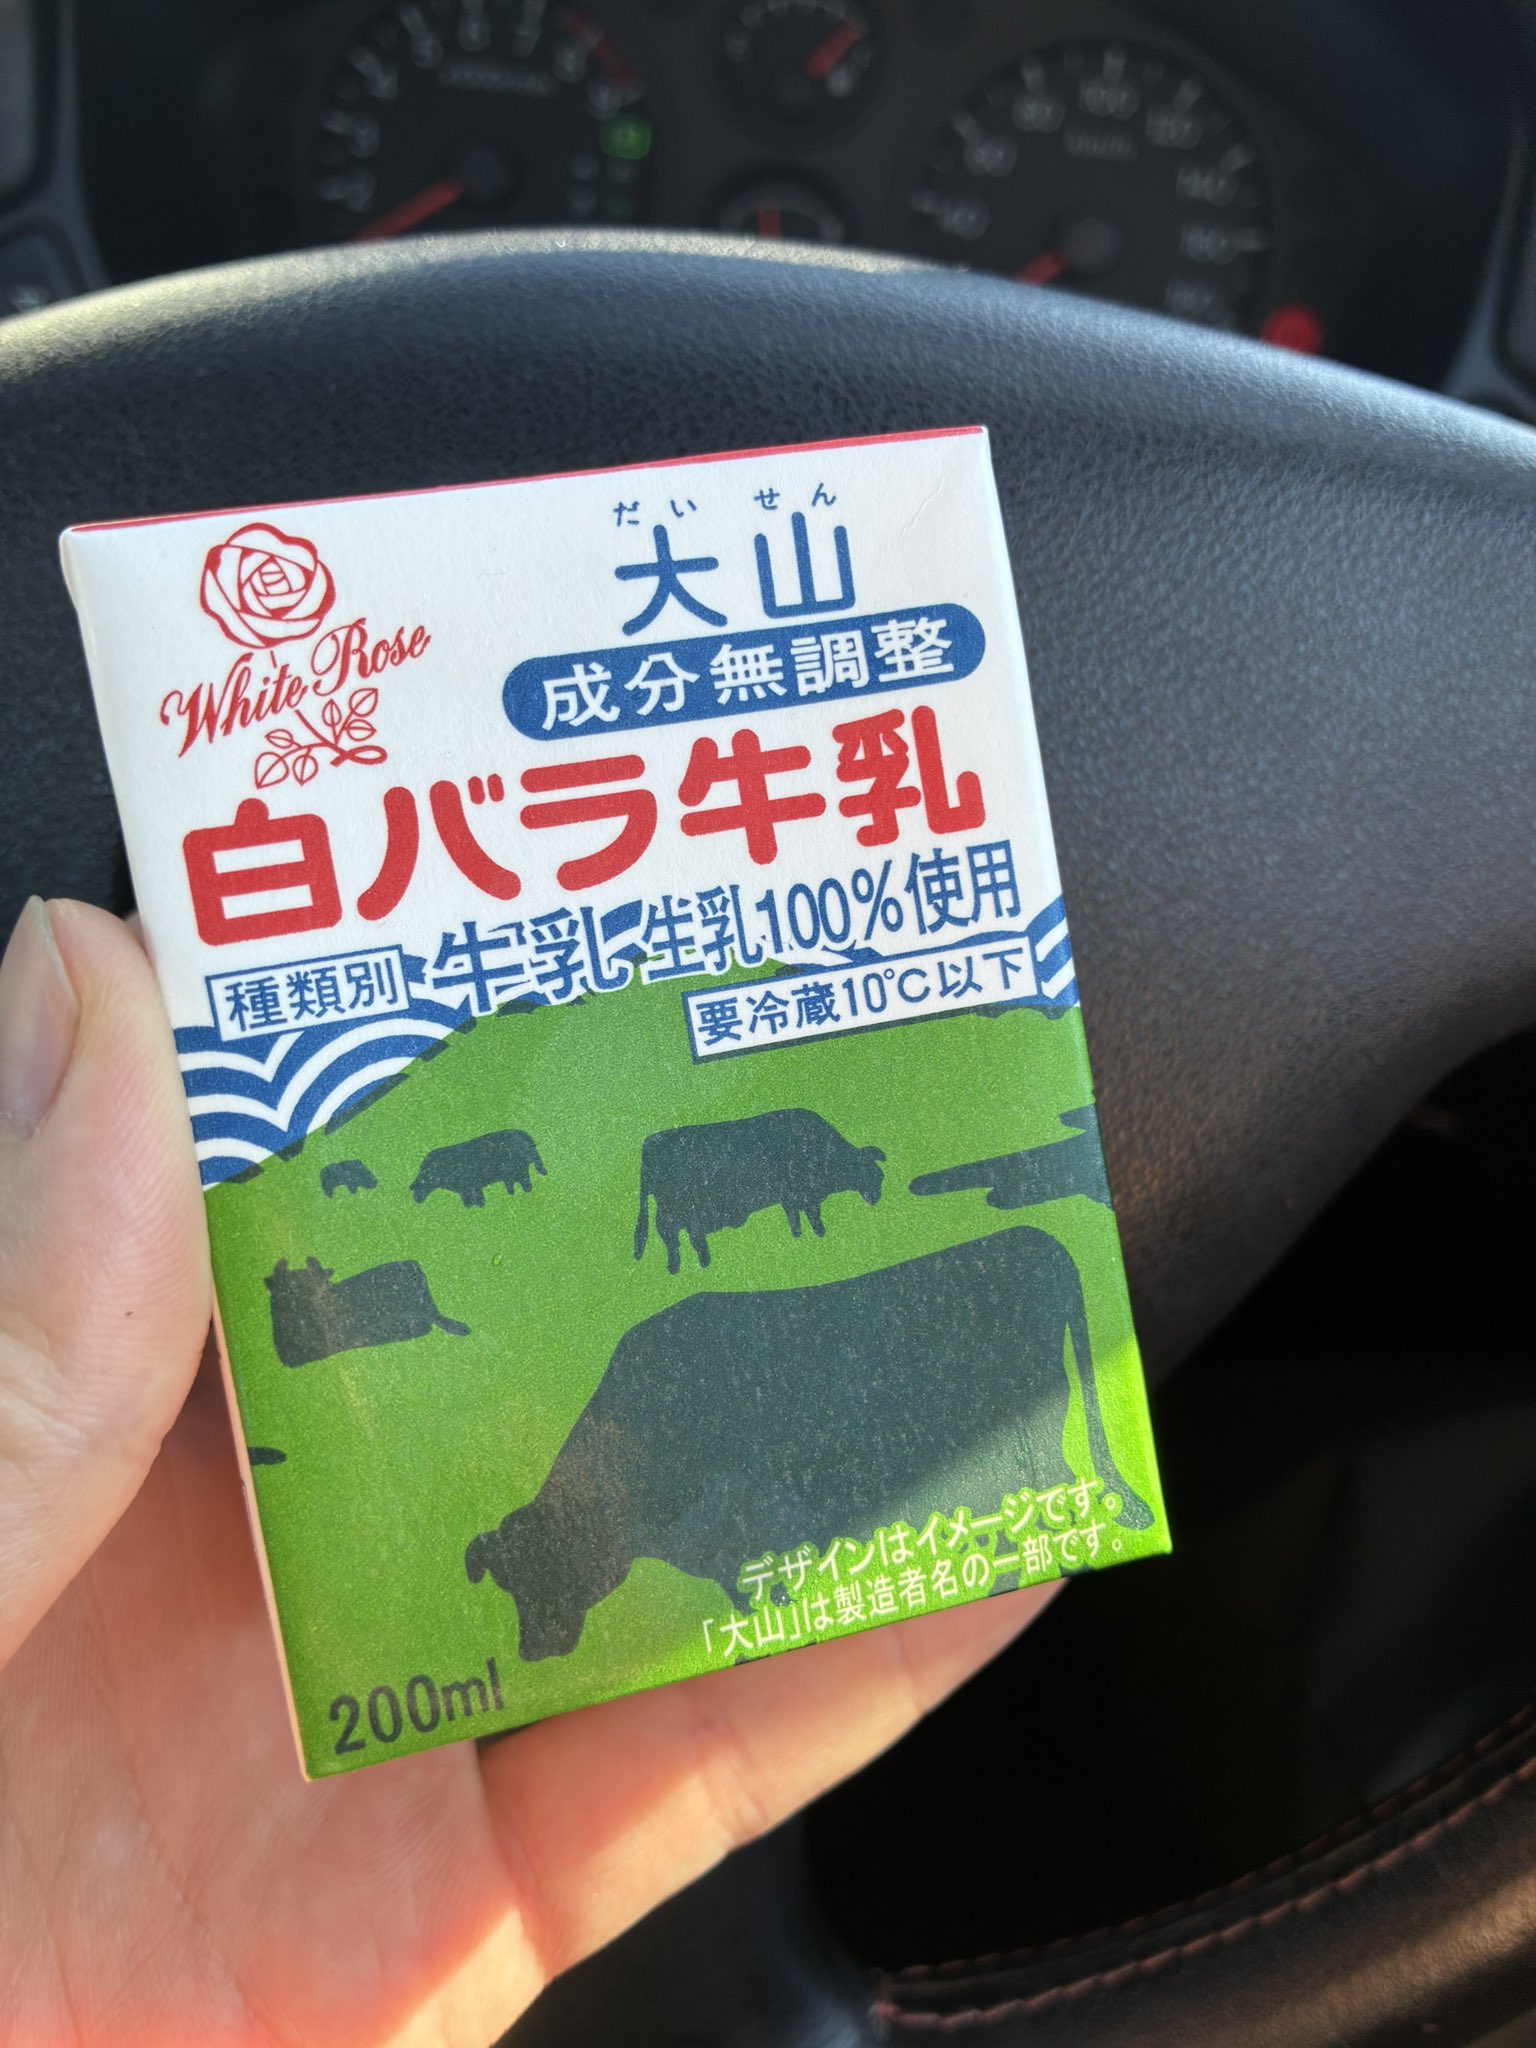 だいせん
大山
White Rose
成分無調整
白バラ牛乳
種類別 牛乳 生乳100%使用
要冷蔵10℃以下
デザインはイメージです。
「大山」は製造者名の一部です。
200ml